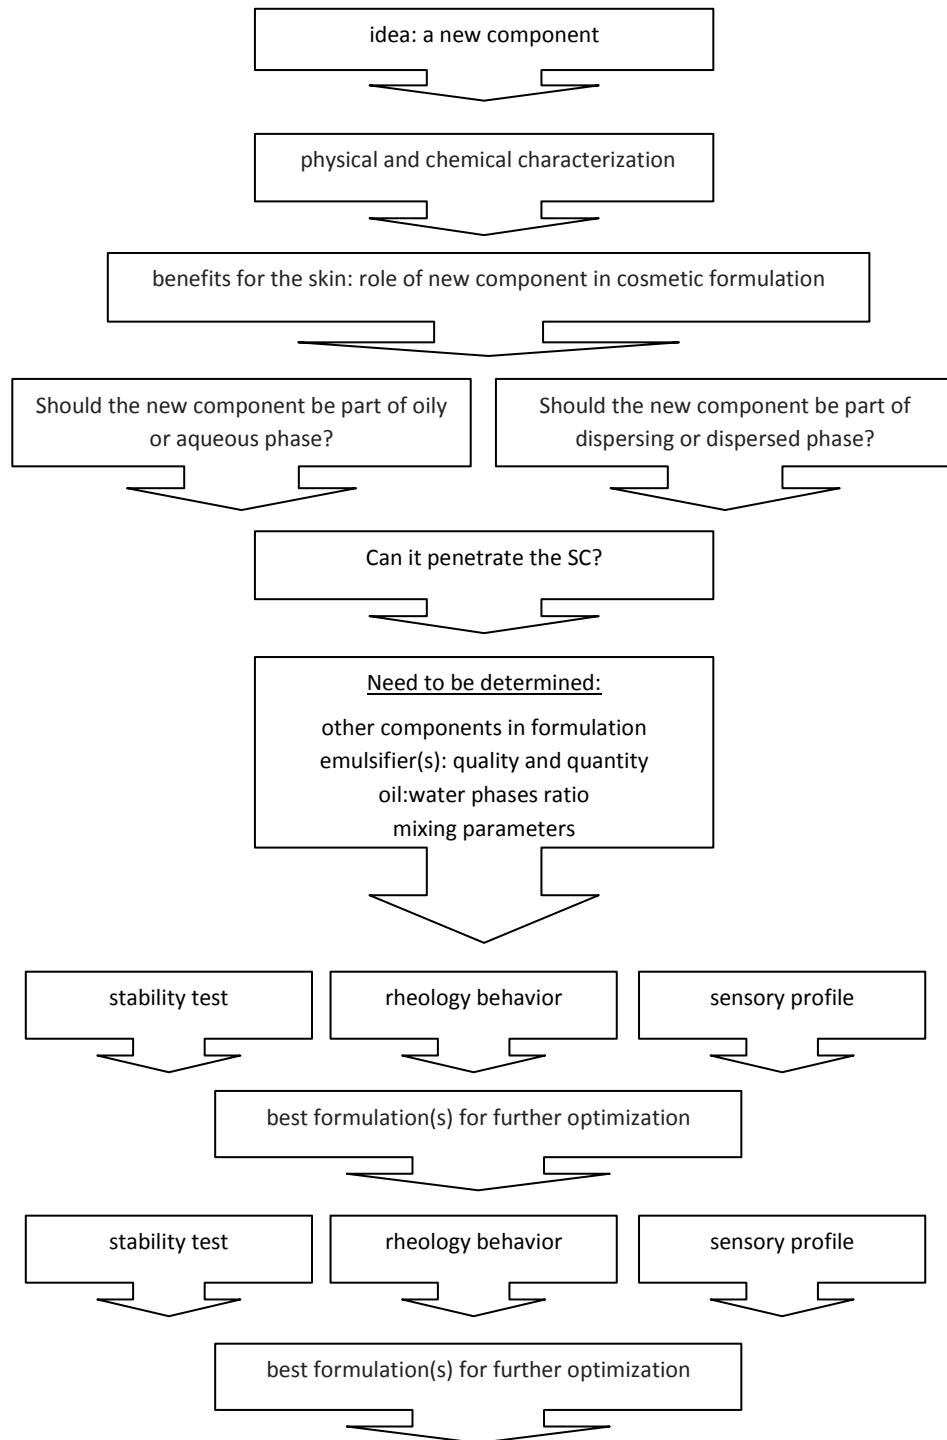 idea: a new component
physical and chemical characterization
benefits for the skin: role of new component in cosmetic formulation
Should the new component be part of oily
or aqueous phase?
Should the new component be part of
dispersing or dispersed phase?
Can it penetrate the SC?
Need to be determined:
other components in formulation
emulsifier(s): quality and quantity
oil:water phases ratio
mixing parameters
stability test
rheology behavior
sensory profile
best formulation(s) for further optimization
stability test
rheology behavior
sensory profile
best formulation(s) for further optimization